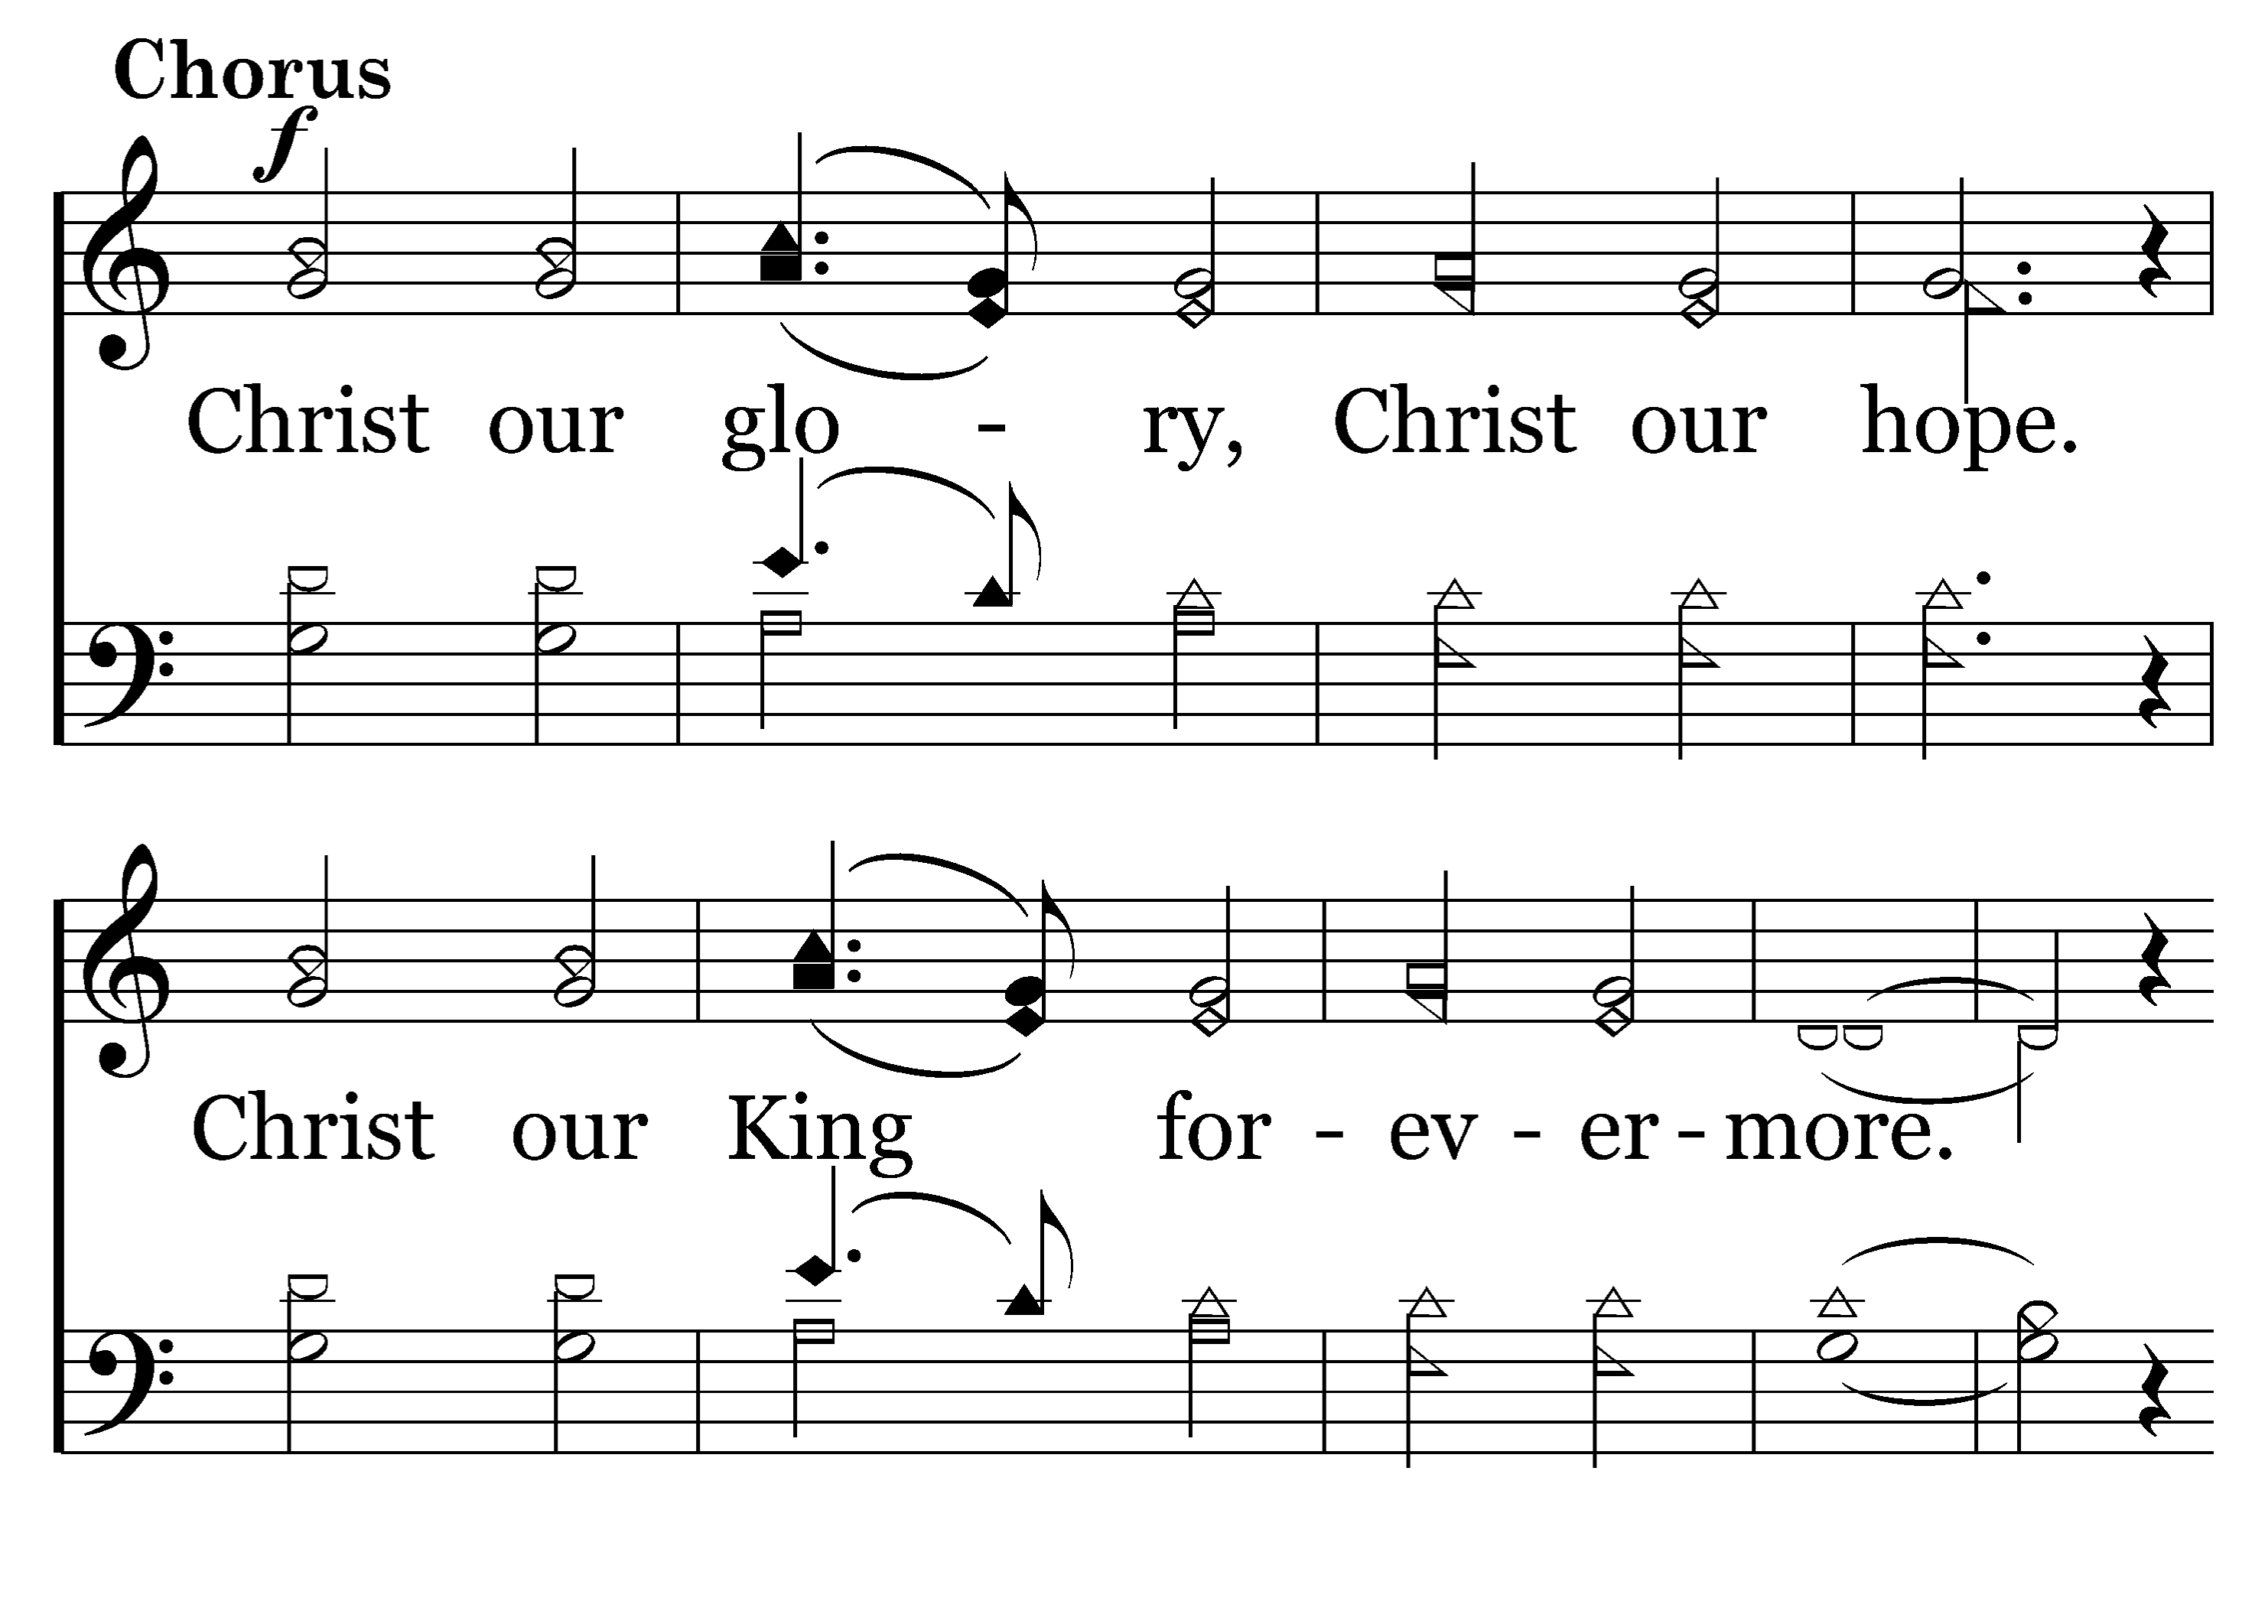 Chorus
f
Christ our glo - ry, Christ our hope.
Christ our King for - ev - er - more.